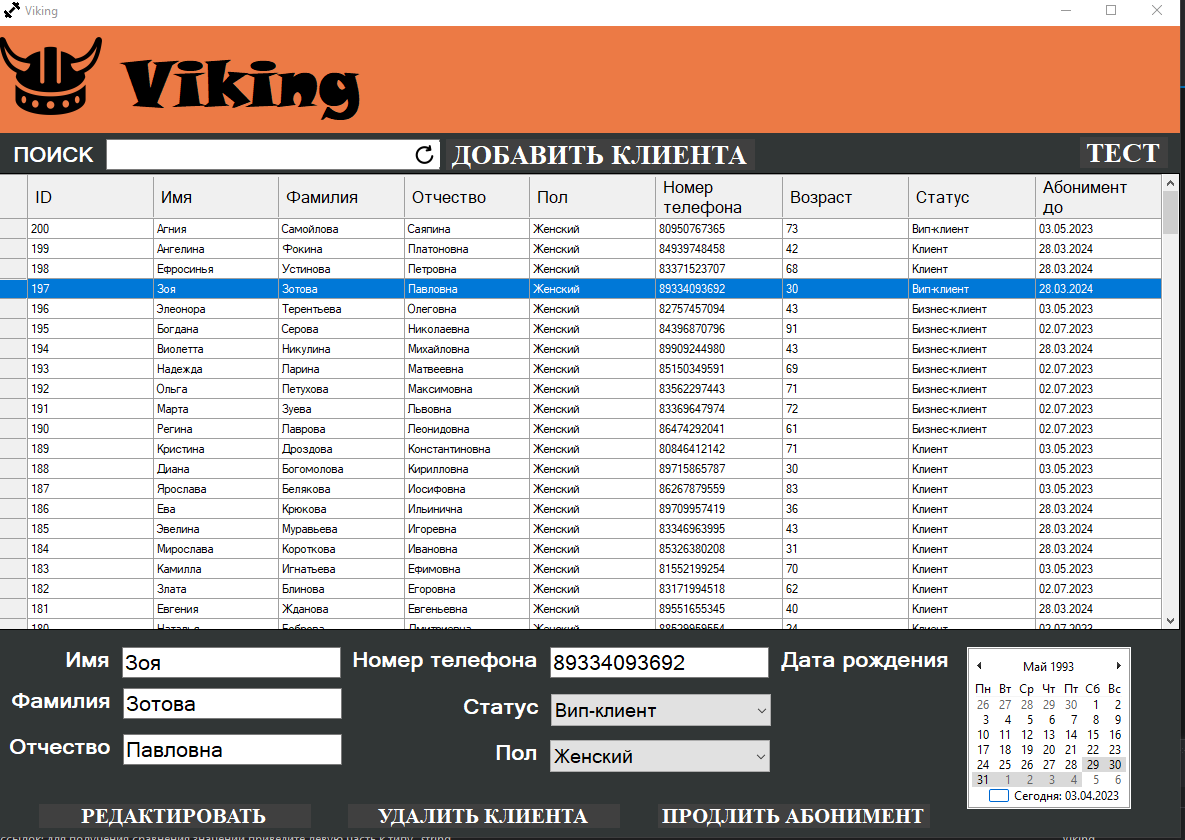 Viking
Viking
ПОИСК ДОБАВИТЬ КЛИЕНТА ТЕСТ
ID Имя Фамилия Отчество Пол Номер телефона Возраст Статус Абонимент до
200 Агния Самойлова Саяпина Женский 80950767365 73 Вип-клиент 03.05.2023
199 Ангелина Фокина Платоновна Женский 84939748458 42 Клиент 28.03.2024
198 Ефросинья Устинова Петровна Женский 83371523707 68 Клиент 28.03.2024
197 Зоя Зотова Павловна Женский 89334093692 30 Вип-клиент 28.03.2024
196 Элеонора Терентьева Олеговна Женский 82757457094 43 Бизнес-клиент 03.05.2023
195 Богдана Серова Николаевна Женский 84396870796 91 Бизнес-клиент 02.07.2023
194 Виолетта Никулина Михайловна Женский 89909244980 43 Бизнес-клиент 28.03.2024
193 Надежда Ларина Матвеевна Женский 85150349591 69 Бизнес-клиент 02.07.2023
192 Ольга Петухова Максимовна Женский 83562297443 71 Бизнес-клиент 02.07.2023
191 Марта Зуева Львовна Женский 83369647974 72 Бизнес-клиент 02.07.2023
190 Регина Лаврова Леонидовна Женский 86474292041 61 Бизнес-клиент 02.07.2023
189 Кристина Дроздова Константиновна Женский 80846412142 71 Клиент 03.05.2023
188 Диана Богомолова Кирилловна Женский 89715865787 30 Клиент 03.05.2023
187 Ярослава Белякова Иосифовна Женский 86267879559 83 Клиент 03.05.2023
186 Ева Крюкова Ильинична Женский 89709957419 36 Клиент 28.03.2024
185 Эвелина Муравьева Игоревна Женский 83346963995 43 Клиент 28.03.2024
184 Мирослава Короткова Ивановна Женский 85326380208 31 Клиент 28.03.2024
183 Камилла Игнатьева Ефимовна Женский 81552199254 70 Клиент 03.05.2023
182 Злата Блинова Егоровна Женский 83171994518 62 Клиент 02.07.2023
181 Евгения Жданова Евгеньевна Женский 89551655345 40 Клиент 28.03.2024
Имя Зоя Номер телефона 89334093692 Дата рождения
Фамилия Зотова Статус Вип-клиент
Отчество Павловна Пол Женский
Май 1993
Пн Вт Ср Чт Пт Сб Вс
26 27 28 29 30 1 2
3 4 5 6 7 8 9
10 11 12 13 14 15 16
17 18 19 20 21 22 23
24 25 26 27 28 29 30
31 1 2 3 4 5 6
Сегодня: 03.04.2023
РЕДАКТИРОВАТЬ УДАЛИТЬ КЛИЕНТА ПРОДЛИТЬ АБОНИМЕНТ